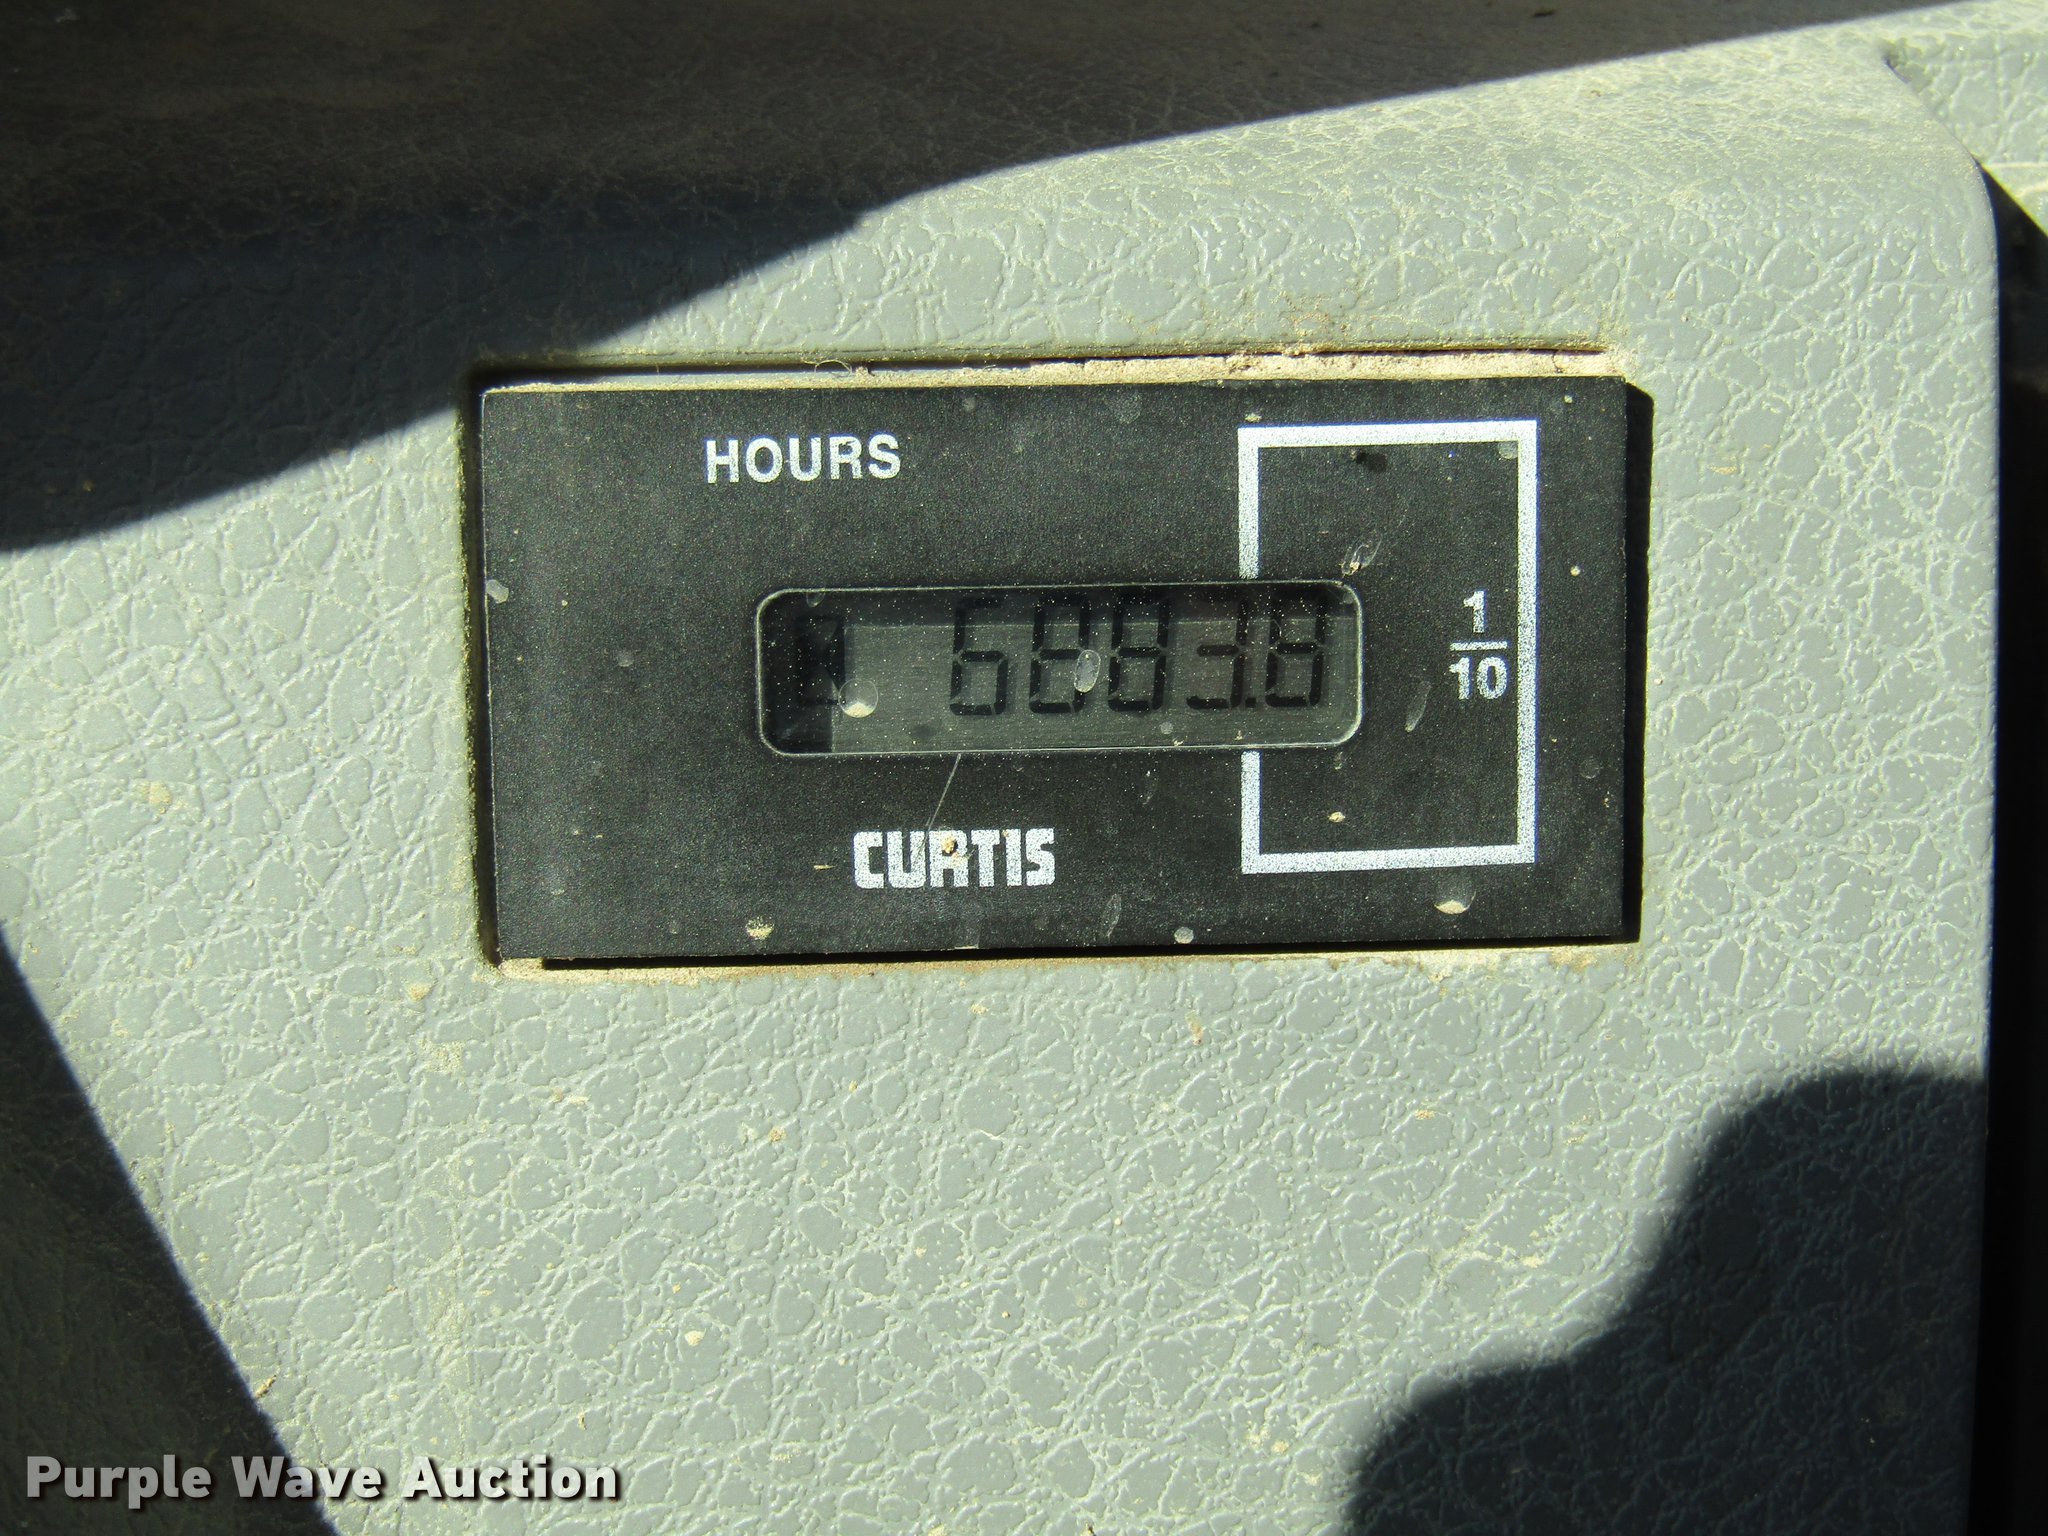 HOURS
6883.8
1
10
CURTIS
Purple Wave Auction